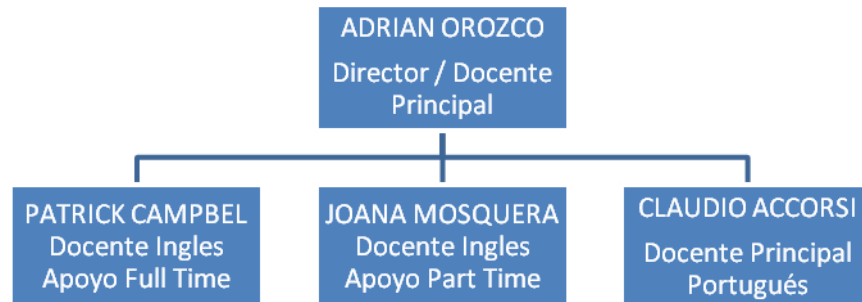 ADRIAN OROZCO
Director / Docente
Principal
PATRICK CAMPBEL
Docente Ingles
Apoyo Full Time
JOANA MOSQUERA
Docente Ingles
Apoyo Part Time
CLAUDIO ACCORSI
Docente Principal
Portugués